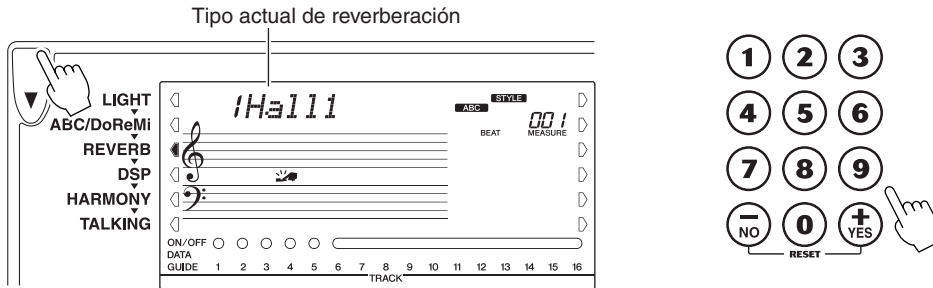 Tipo actual de reverberación
LIGHT
ABC/DoReMi
REVERB
DSP
HARMONY
TALKING
1Hall1
STYLE
ABC
001
BEAT
MEASURE
ON/OFF
DATA
GUIDE 1 2 3 4 5 6 7 8 9 10 11 12 13 14 15 16
TRACK
1 2 3
4 5 6
7 8 9
– 0 +
NO YES
RESET